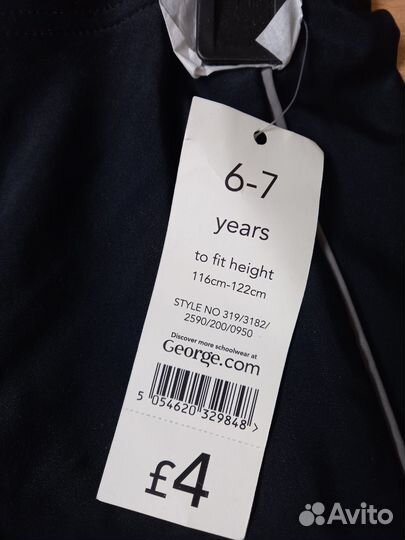 6-7
years
to fit height
116cm-122cm
STYLE NO 319/3182/
2590/200/0950
Discover more schoolwear at
George.com
5 054620 329848 >
£4
Avito